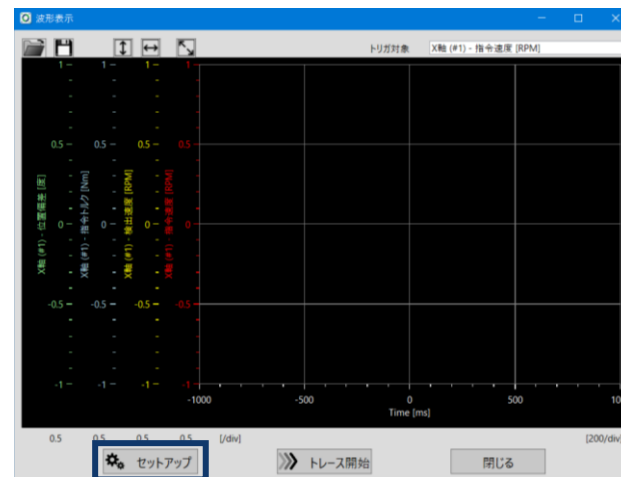 波形表示
トリガ対象 X軸 (#1) - 指令速度 [RPM]
1 1 1 1
0.5 0.5 0.5 0.5
0 0 0 0
-0.5 -0.5 -0.5 -0.5
-1 -1 -1 -1
X軸 (#1) - 位置偏差 [度]
X軸 (#1) - 指令トルク [Nm]
X軸 (#1) - 検出速度 [RPM]
X軸 (#1) - 指令速度 [RPM]
-1000 -500 0 500 10
Time [ms]
0.5 0.5 0.5 0.5 [/div] [200/div]
セットアップ トレース開始 閉じる